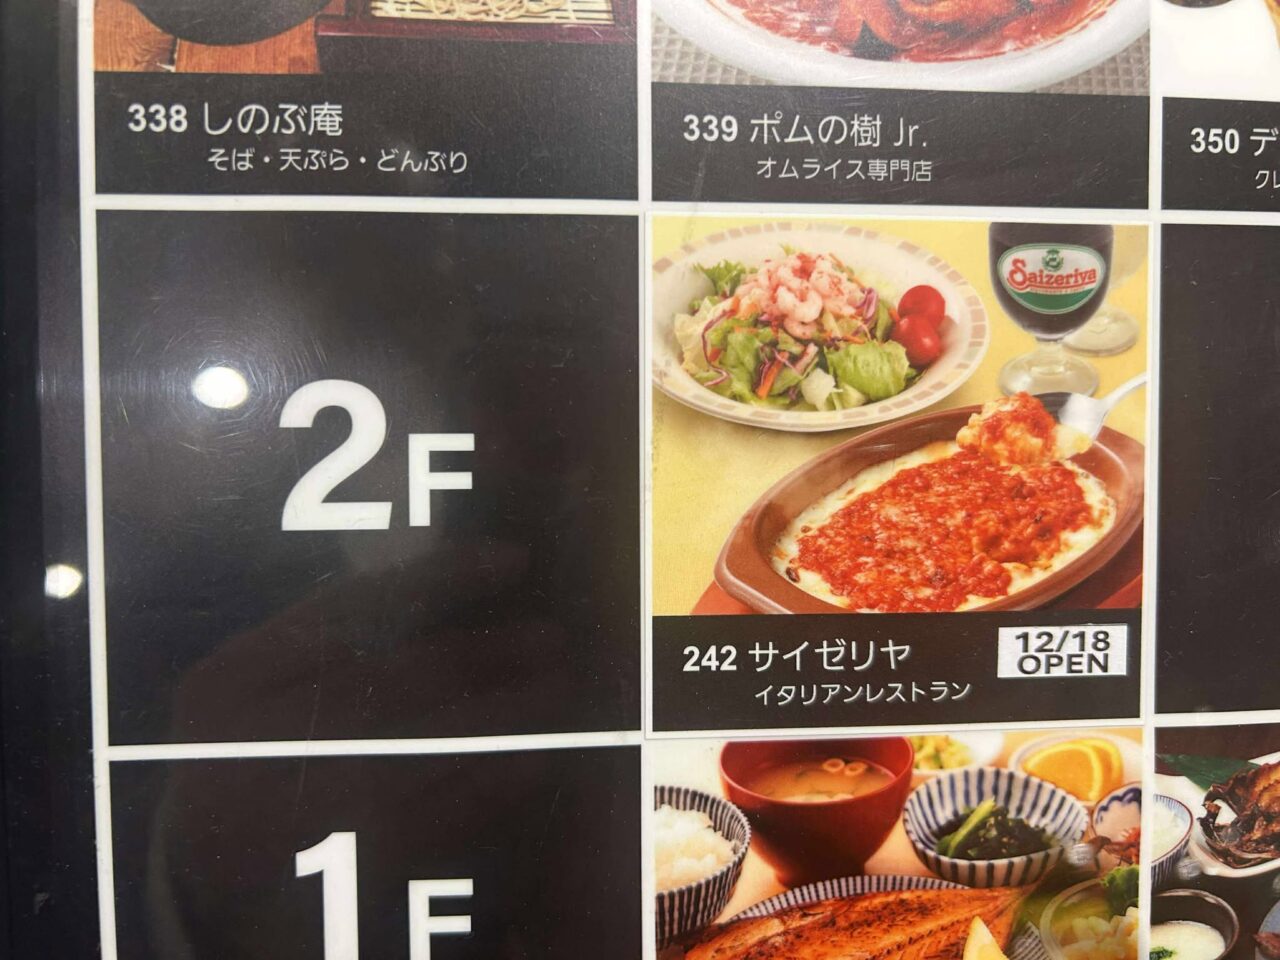 338 しのぶ庵
そば・天ぷら・どんぶり
339 ポムの樹 Jr.
オムライス専門店
350 デ
クレ
2F
Saizeriya
242 サイゼリヤ
イタリアンレストラン
12/18
OPEN
1F